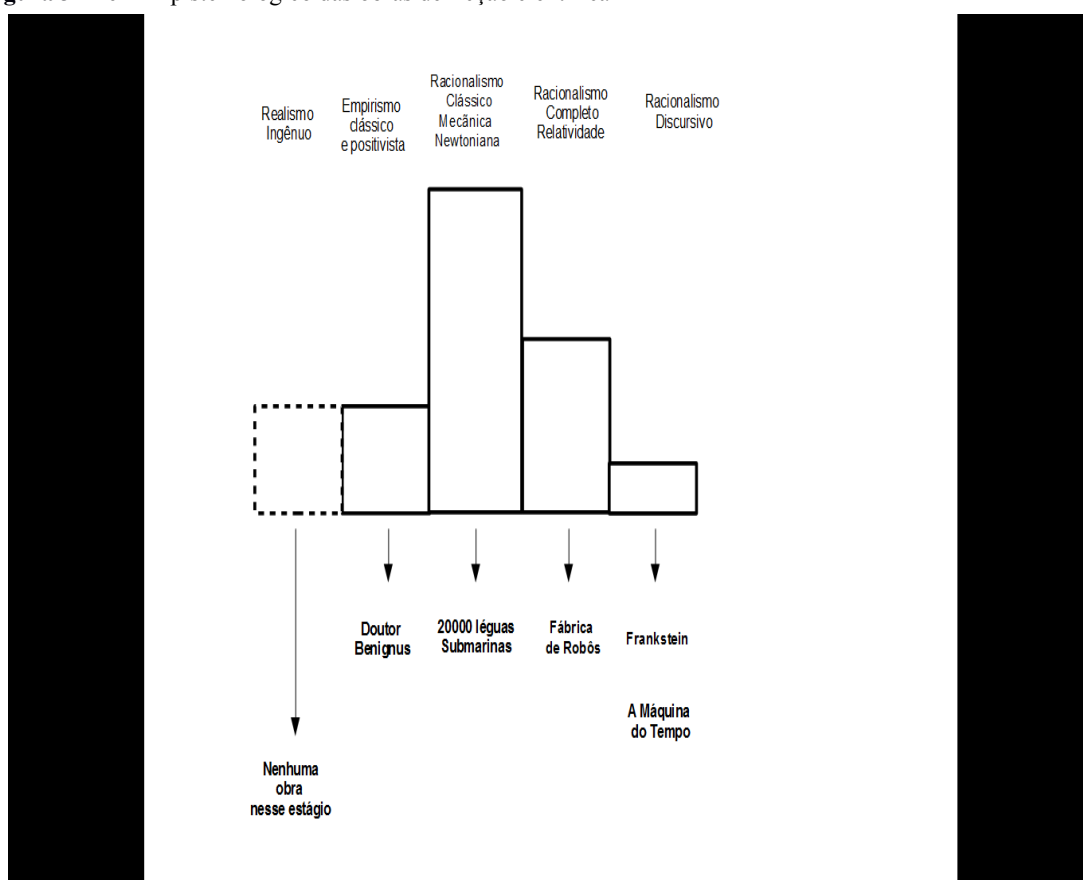 Realismo
Ingênuo
Empirismo
clássico
e positivista
Racionalismo
Clássico
Mecânica
Newtoniana
Racionalismo
Completo
Relatividade
Racionalismo
Discursivo
Doutor
Benignus
20000 léguas
Submarinas
Fábrica
de Robôs
Frankstein
A Máquina
do Tempo
Nenhuma
obra
nesse estágio